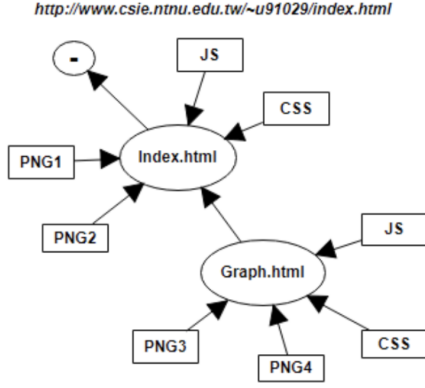 http://www.csie.ntnu.edu.tw/~u91029/index.html
-
JS
CSS
Index.html
PNG1
PNG2
JS
Graph.html
PNG3
CSS
PNG4